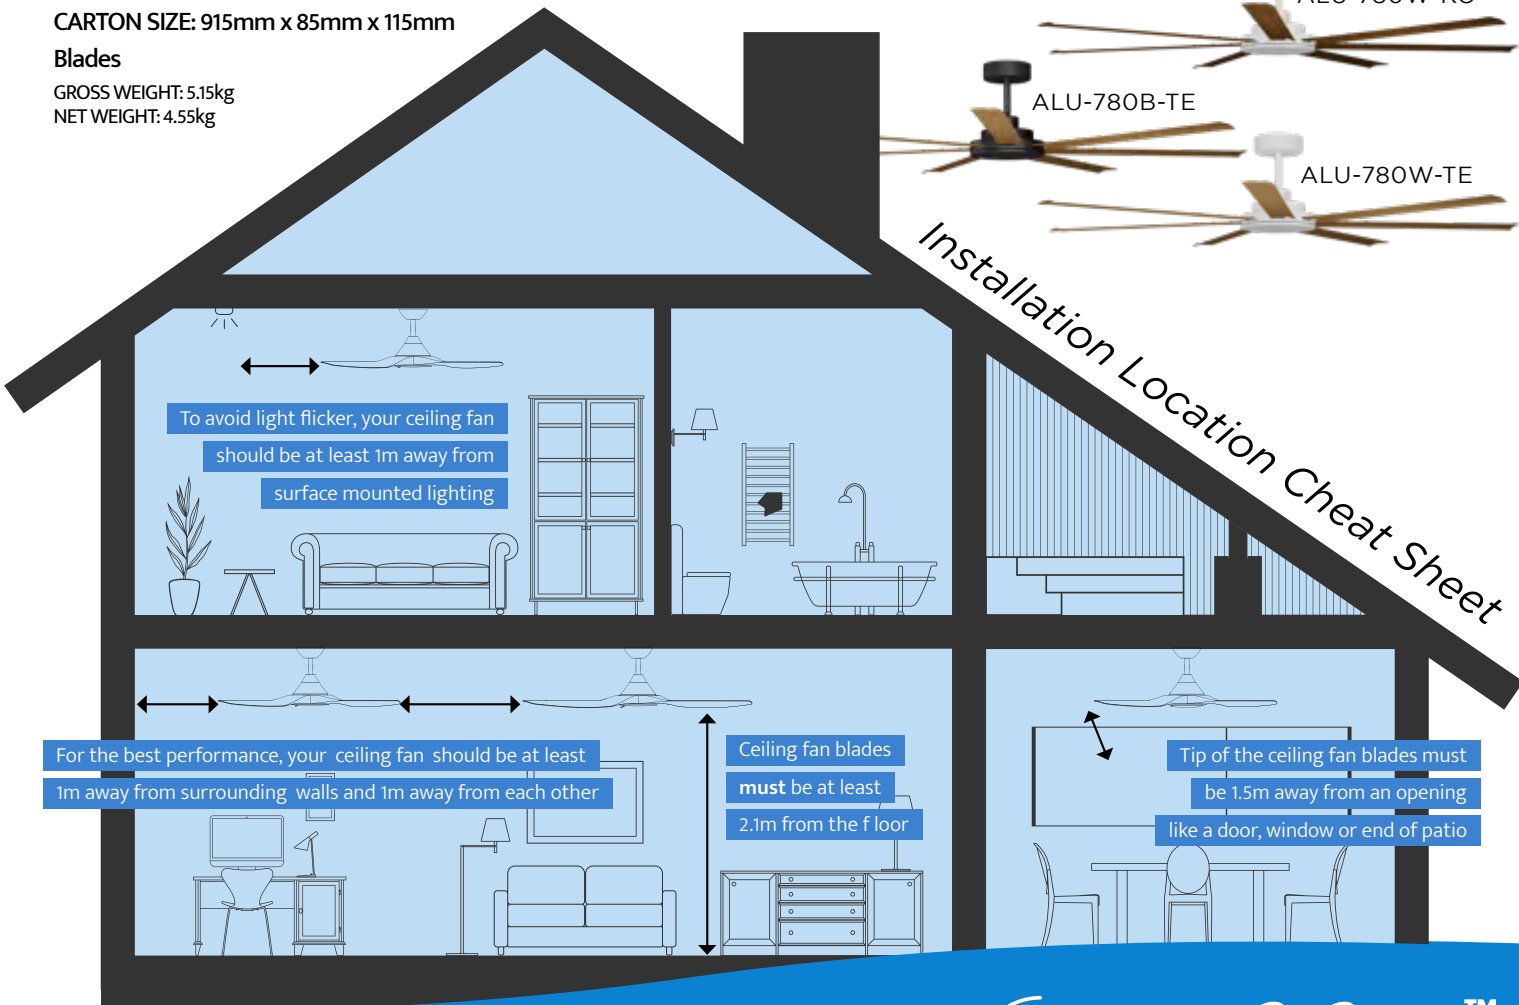 CARTON SIZE: 915mm x 85mm x 115mm
Blades
GROSS WEIGHT: 5.15kg
NET WEIGHT: 4.55kg
ALU-780B-TE
ALU-780W-TE
Installation Location Cheat Sheet
To avoid light flicker, your ceiling fan
should be at least 1m away from
surface mounted lighting
For the best performance, your ceiling fan should be at least
1m away from surrounding walls and 1m away from each other
Ceiling fan blades
must be at least
2.1m from the f loor
Tip of the ceiling fan blades must
be 1.5m away from an opening
like a door, window or end of patio
TM